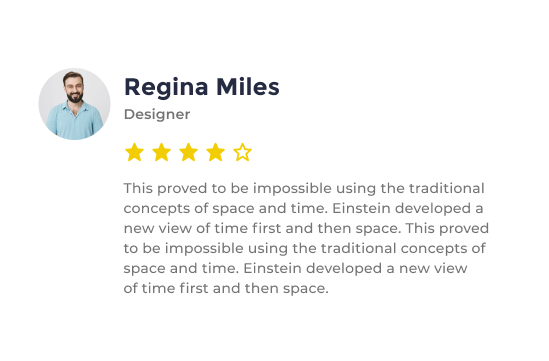 Regina Miles
Designer
This proved to be impossible using the traditional
concepts of space and time. Einstein developed a
new view of time first and then space. This proved
to be impossible using the traditional concepts of
space and time. Einstein developed a new view
of time first and then space.